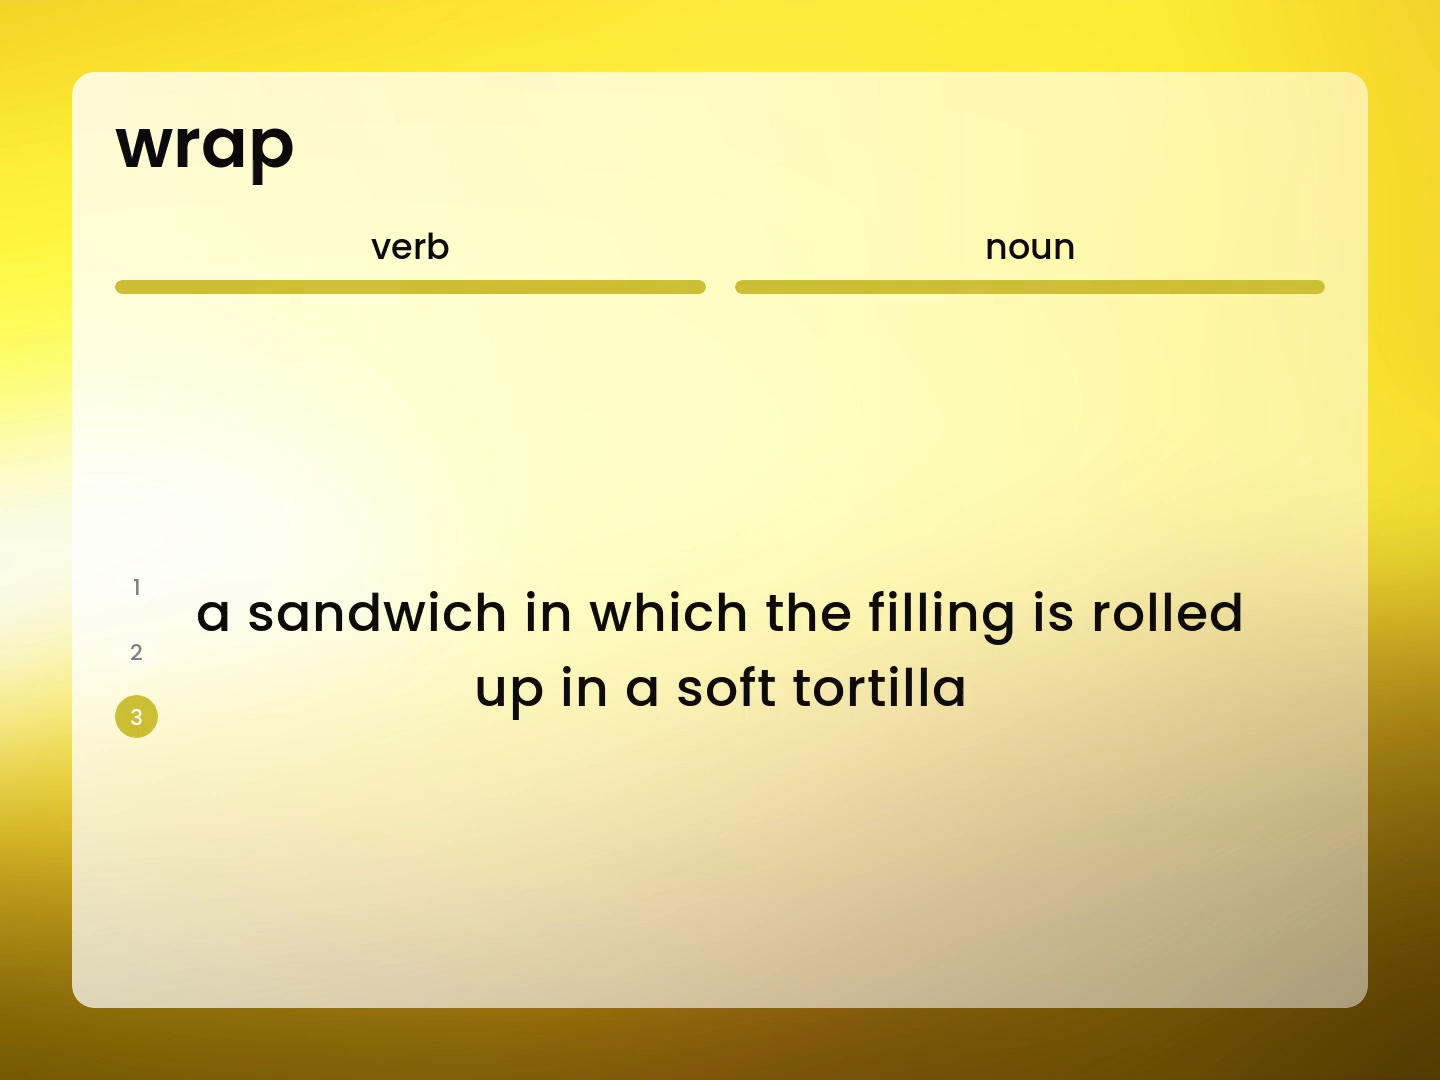 wrap
verb
noun
1
2
3
a sandwich in which the filling is rolled
up in a soft tortilla